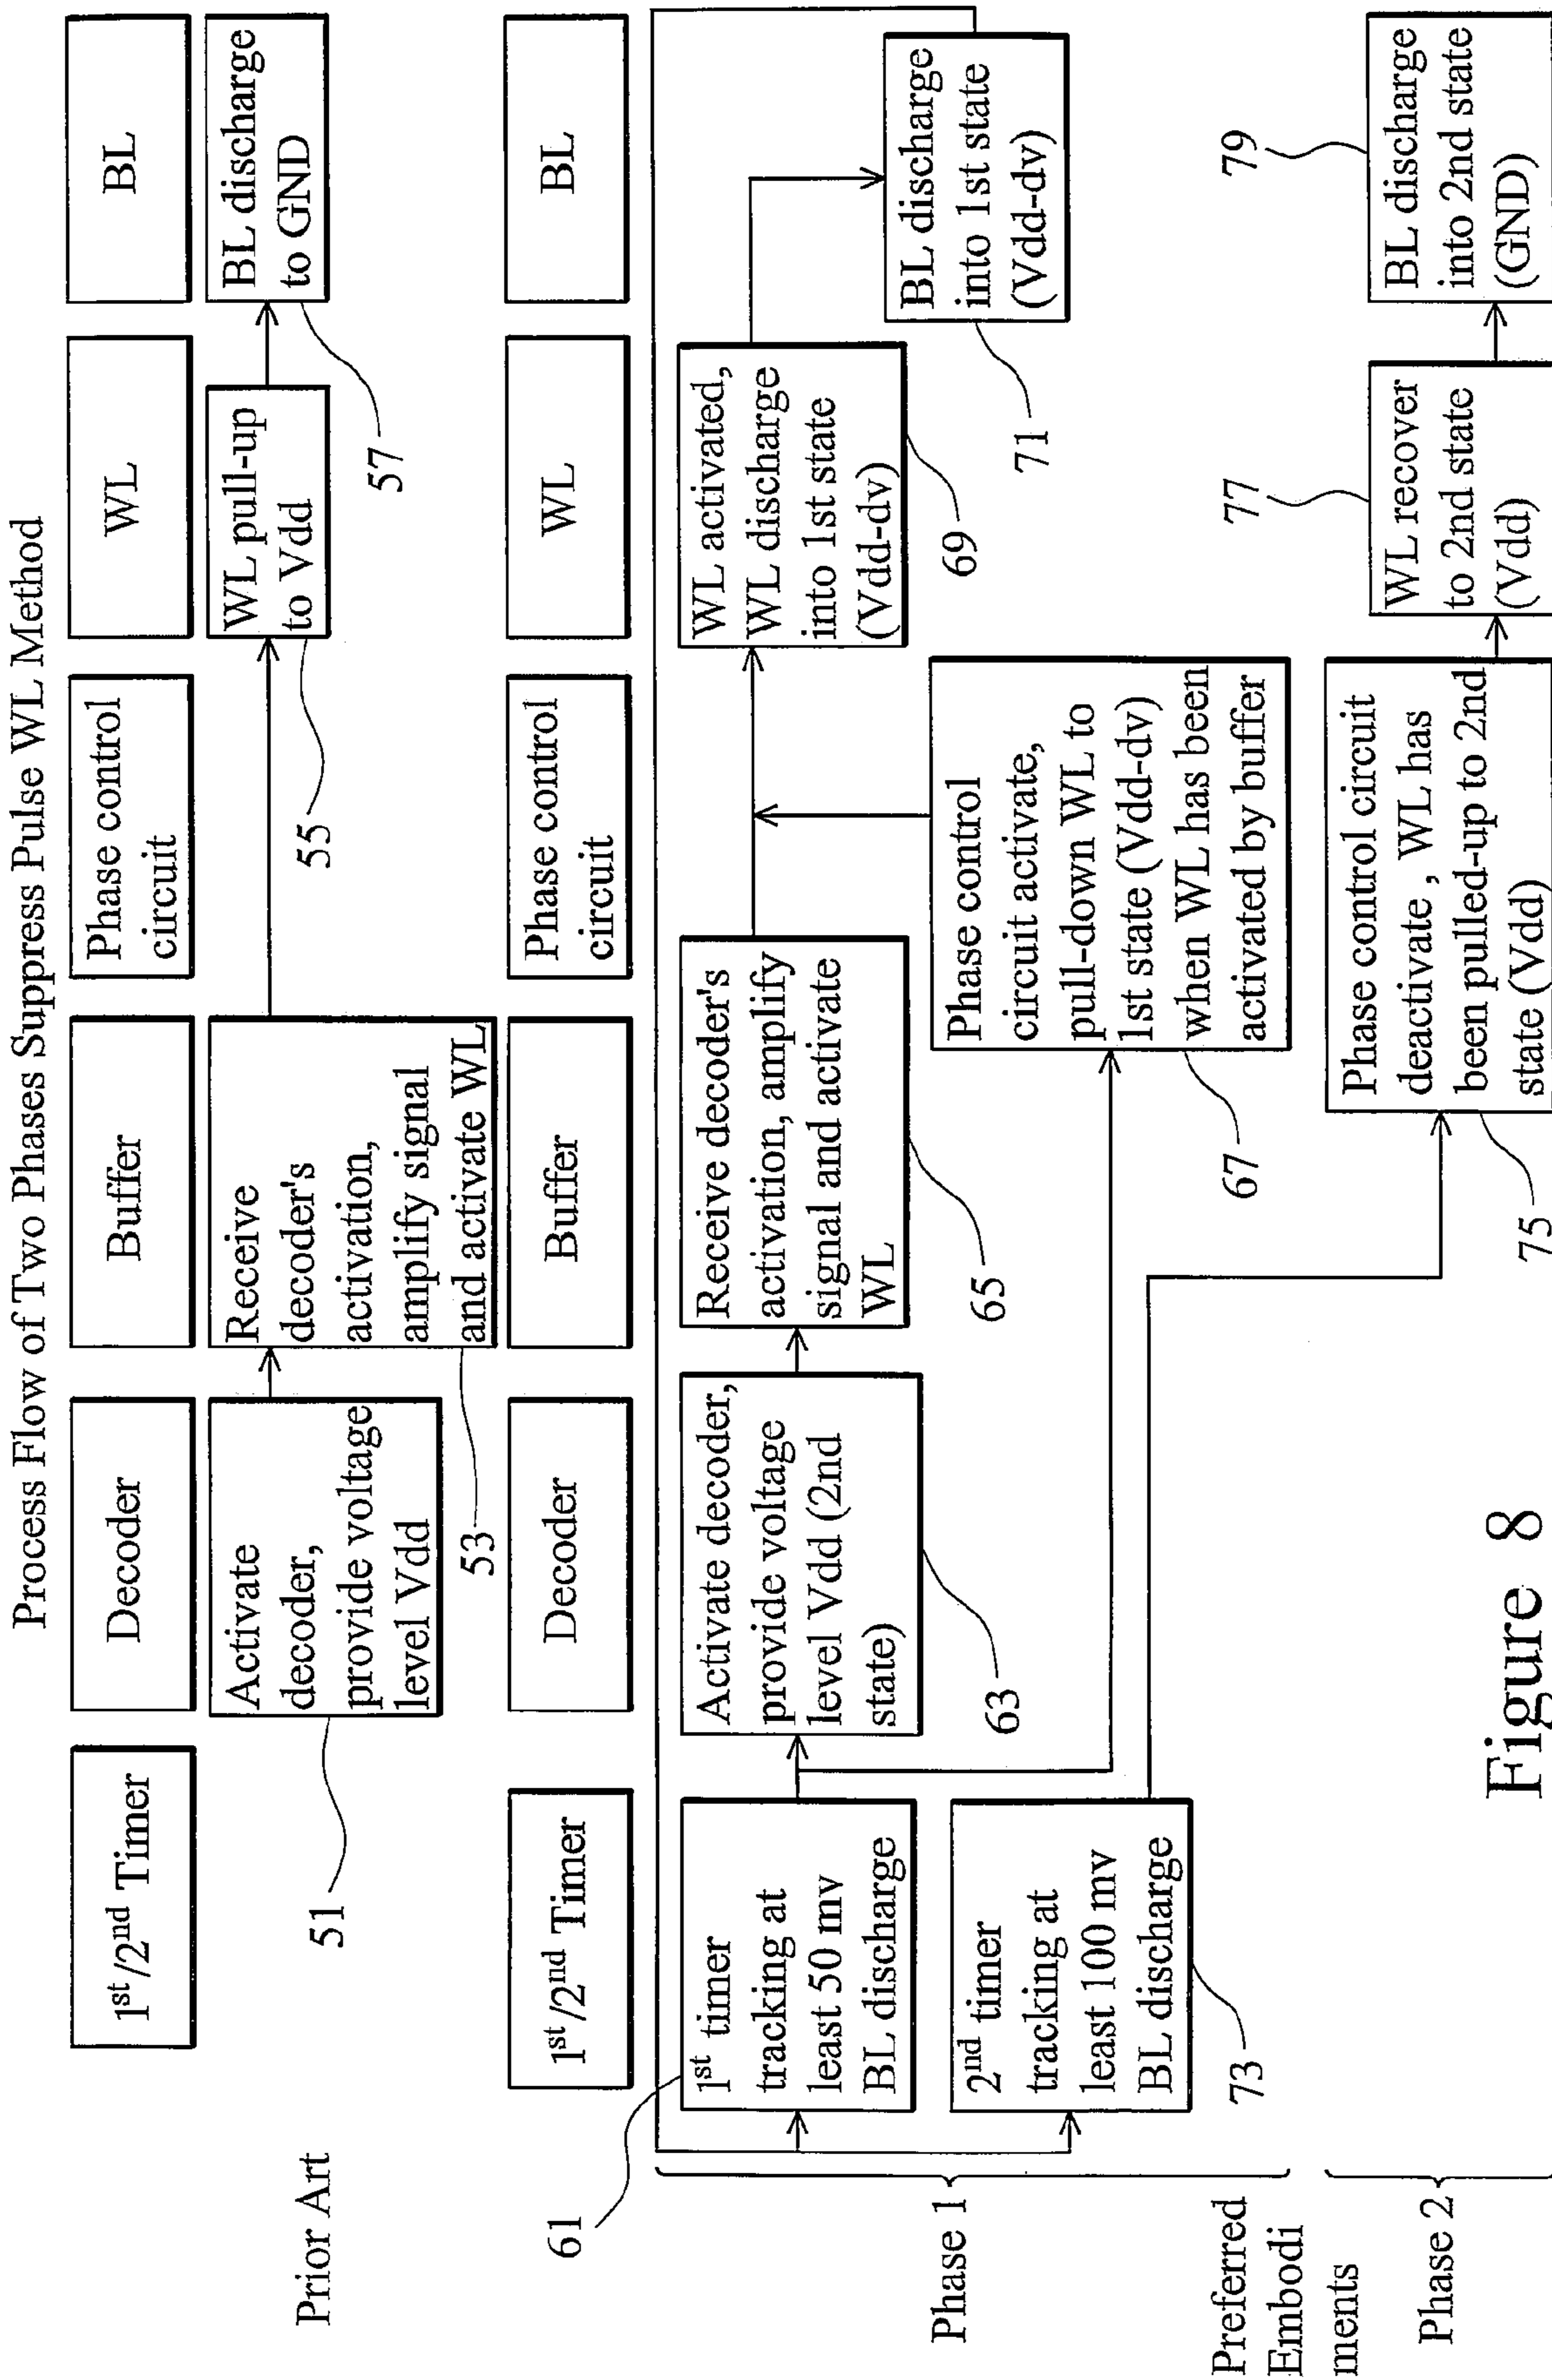 Process Flow of Two Phases Suppress Pulse WL Method
1st/2nd Timer
Decoder
Buffer
Phase control
circuit
WL
BL
Prior Art
Activate
decoder,
provide voltage
level Vdd
51
Receive
decoder's
activation,
amplify signal
and activate WL
53
WL pull-up
to Vdd
55
BL discharge
to GND
57
1st/2nd Timer
Decoder
Buffer
Phase control
circuit
WL
BL
Preferred
Embodi
ments
Phase 1
61
1st timer
tracking at
least 50 mv
BL discharge
Activate decoder,
provide voltage
level Vdd (2nd
state)
63
Receive decoder's
activation, amplify
signal and activate
WL
65
Phase control
circuit activate,
pull-down WL to
1st state (Vdd-dv)
when WL has been
activated by buffer
67
WL activated,
WL discharge
into 1st state
(Vdd-dv)
69
BL discharge
into 1st state
(Vdd-dv)
71
2nd timer
tracking at
least 100 mv
BL discharge
73
Phase 2
Phase control circuit
deactivate , WL has
been pulled-up to 2nd
state (Vdd)
75
WL recover
to 2nd state
(Vdd)
77
BL discharge
into 2nd state
(GND)
79
Figure 8